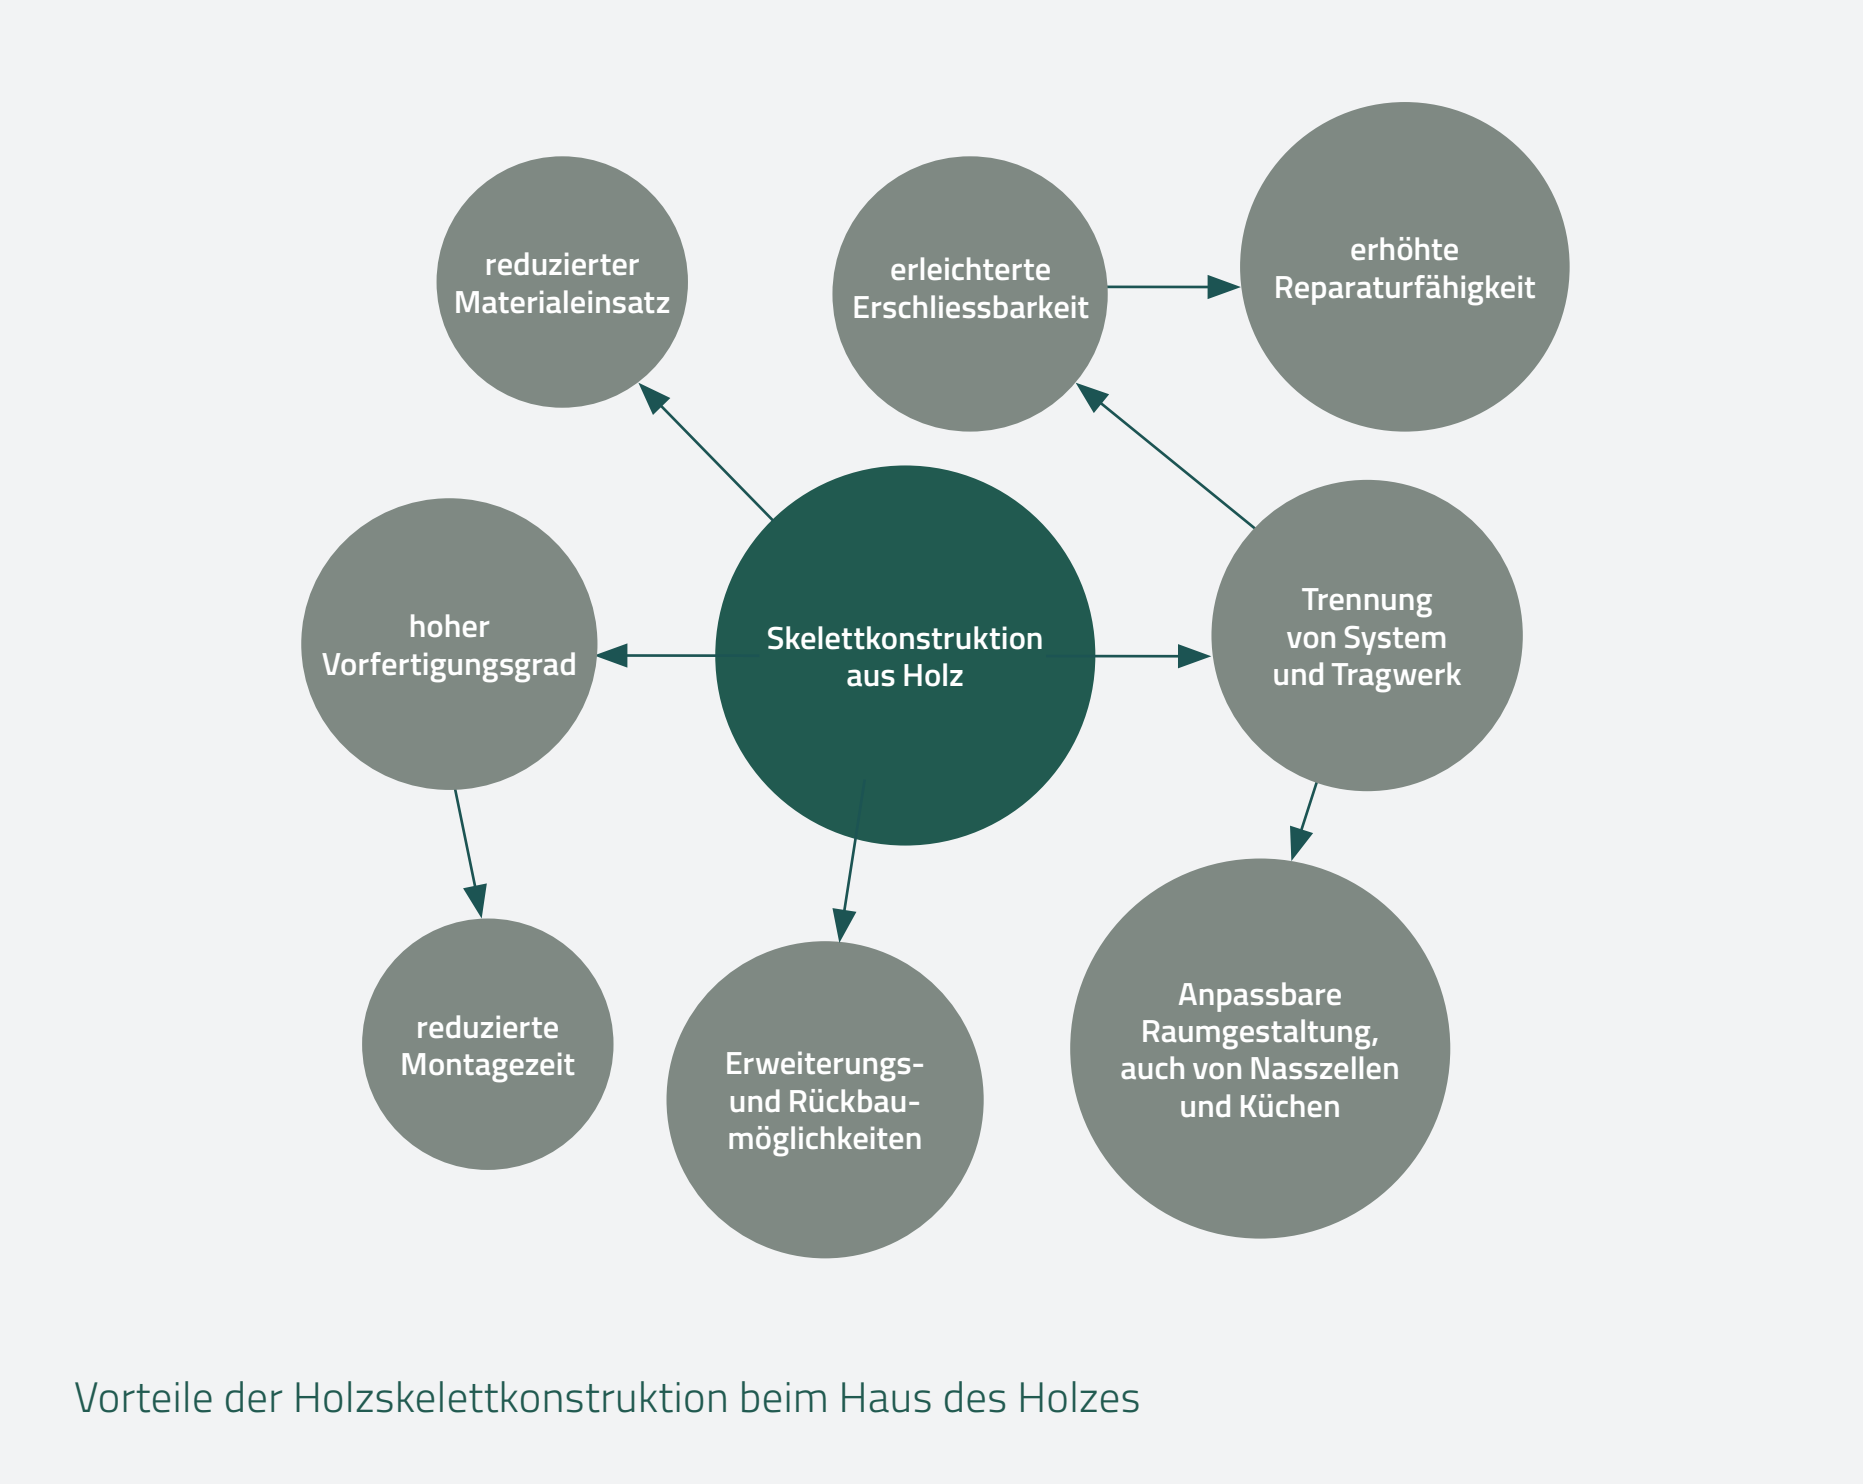 reduzierter
Materialeinsatz
erleichterte
Erschliessbarkeit
erhöhte
Reparaturfähigkeit
hoher
Vorfertigungsgrad
Skelettkonstruktion
aus Holz
Trennung
von System
und Tragwerk
reduzierte
Montagezeit
Erweiterungs-
und Rückbau-
möglichkeiten
Anpassbare
Raumgestaltung,
auch von Nasszellen
und Küchen
Vorteile der Holzskelettkonstruktion beim Haus des Holzes